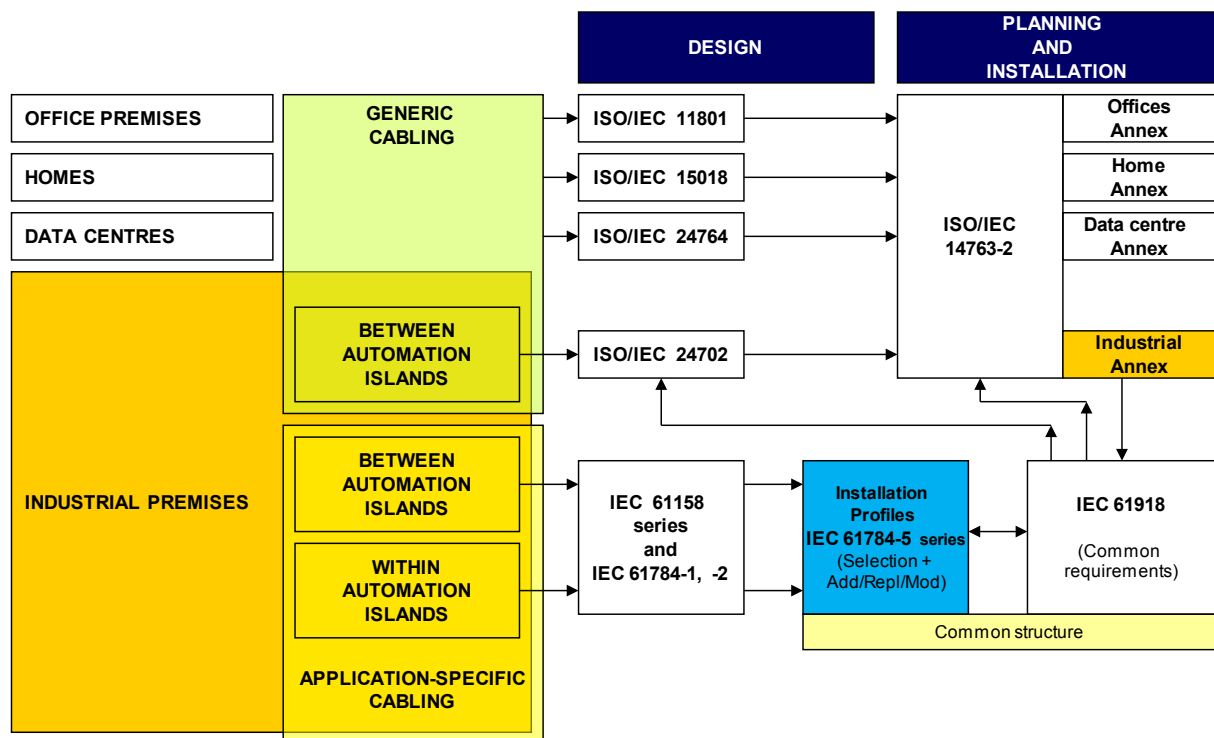 DESIGN
PLANNING
AND
INSTALLATION
OFFICE PREMISES
GENERIC
CABLING
ISO/IEC 11801
Offices
Annex
HOMES
ISO/IEC 15018
Home
Annex
DATA CENTRES
ISO/IEC 24764
ISO/IEC
14763-2
Data centre
Annex
BETWEEN
AUTOMATION
ISLANDS
ISO/IEC 24702
Industrial
Annex
INDUSTRIAL PREMISES
BETWEEN
AUTOMATION
ISLANDS
WITHIN
AUTOMATION
ISLANDS
APPLICATION-SPECIFIC
CABLING
IEC 61158
series
and
IEC 61784-1, -2
Installation
Profiles
IEC 61784-5 series
(Selection +
Add/Repl/Mod)
IEC 61918
(Common
requirements)
Common structure